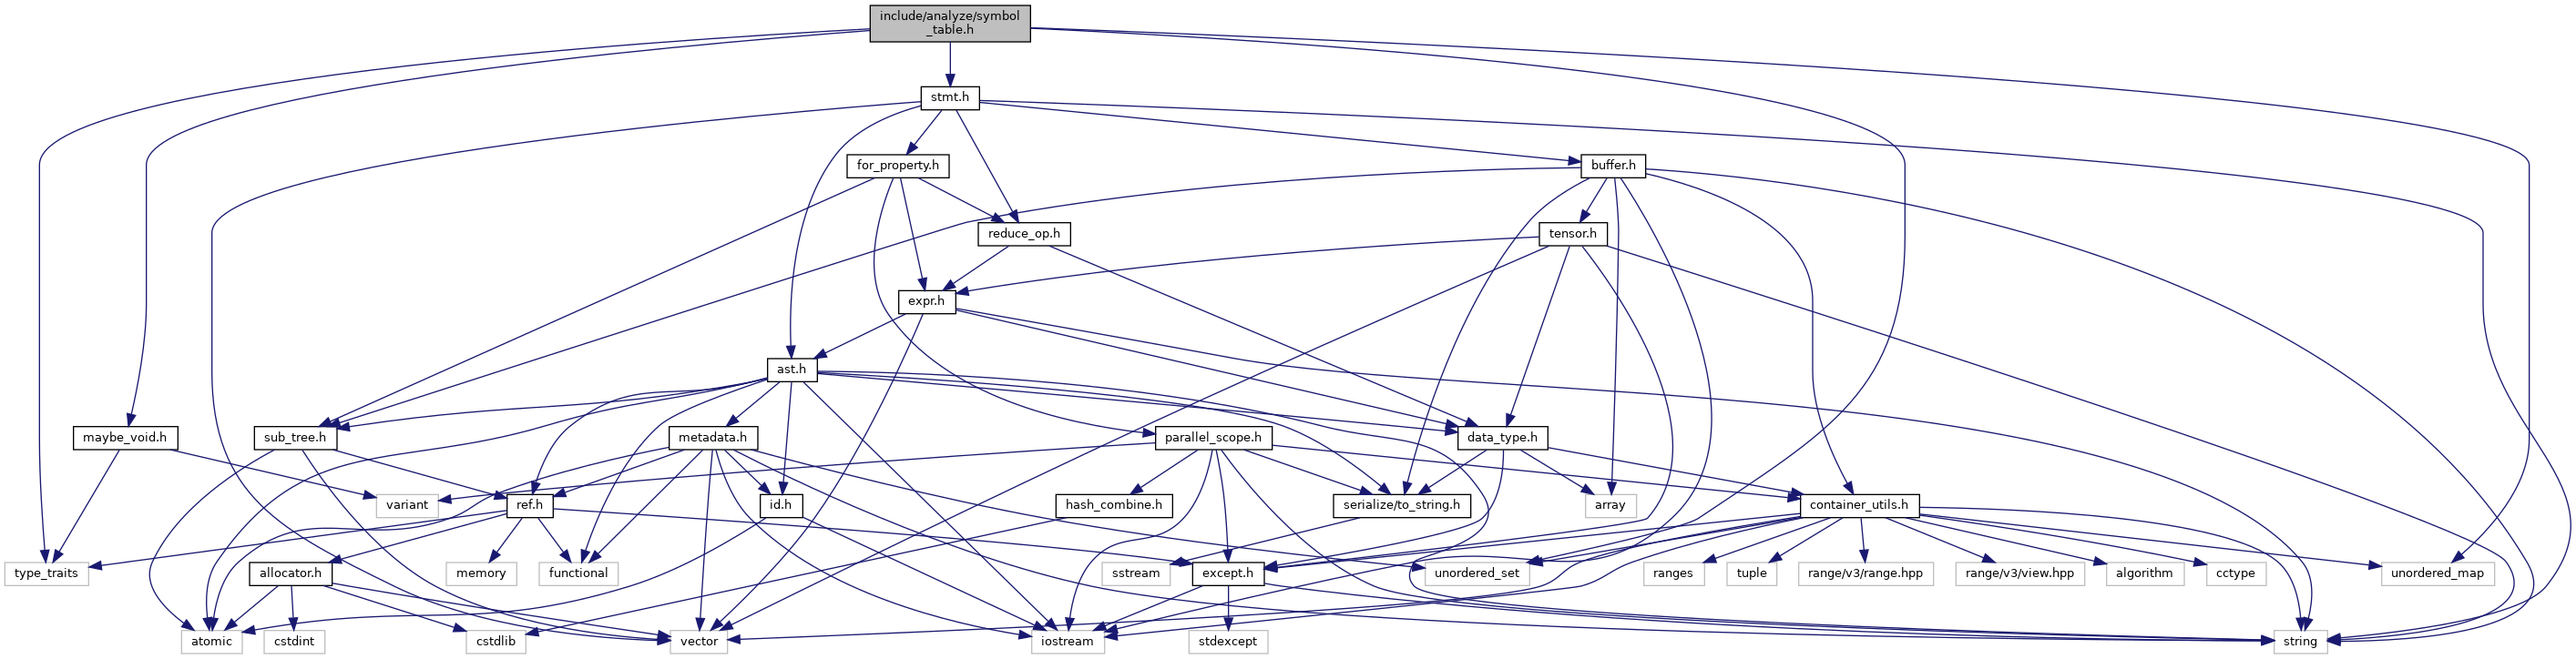 include/analyze/symbol
_table.h
stmt.h
for_property.h
buffer.h
reduce_op.h
tensor.h
expr.h
ast.h
maybe_void.h
sub_tree.h
metadata.h
parallel_scope.h
data_type.h
variant
ref.h
id.h
hash_combine.h
serialize/to_string.h
array
container_utils.h
type_traits
allocator.h
memory
functional
sstream
except.h
unordered_set
ranges
tuple
range/v3/range.hpp
range/v3/view.hpp
algorithm
cctype
unordered_map
atomic
cstdint
cstdlib
vector
iostream
stdexcept
string